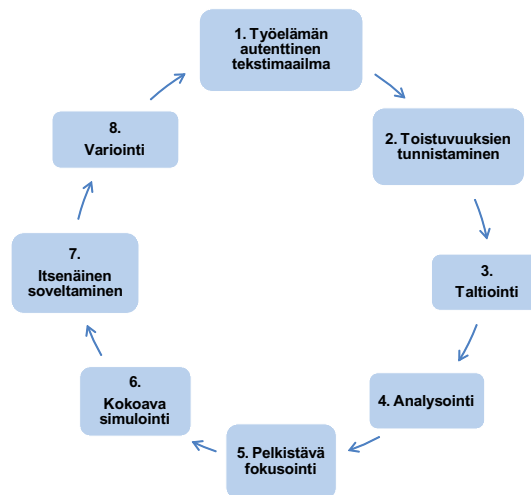 1. Työelämän
autenttinen
tekstimaailma
2. Toistuvuuksien
tunnistaminen
3.
Taltiointi
4. Analysointi
5. Pelkistävä
fokusointi
6.
Kokoava
simulointi
7.
Itsenäinen
soveltaminen
8.
Variointi